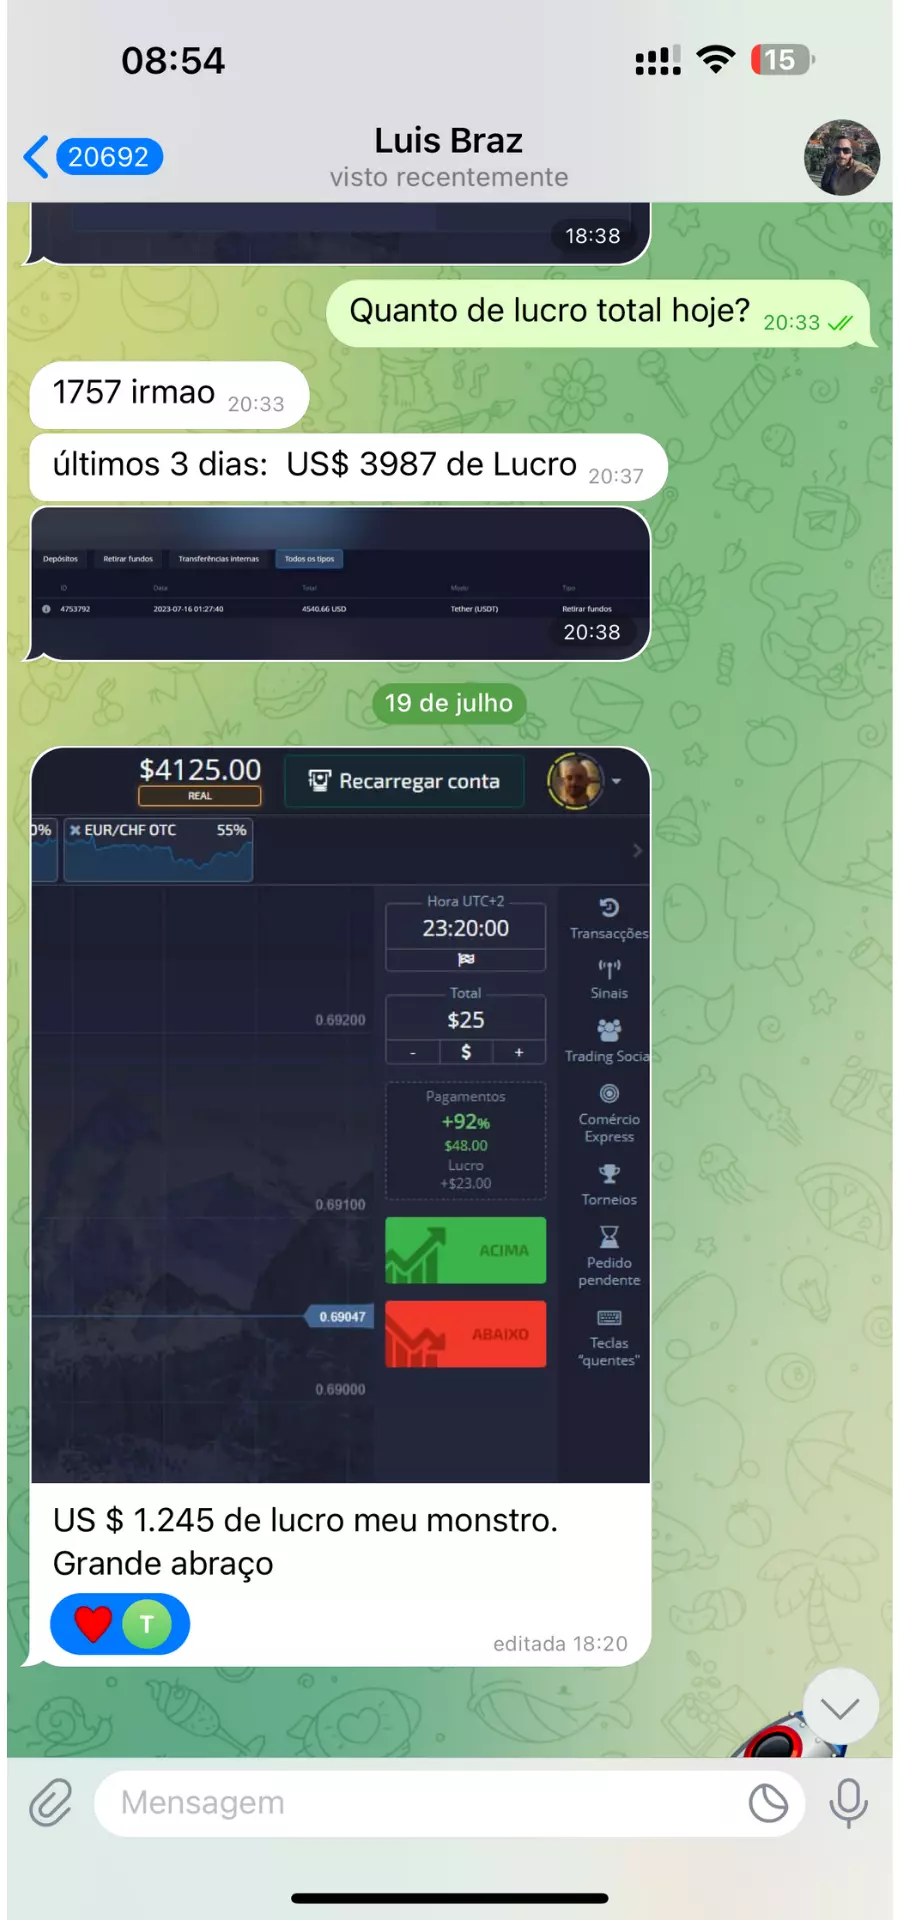 08:54
15
20692
Luis Braz
visto recentemente
18:38
Quanto de lucro total hoje? 20:33
1757 irmao 20:33
últimos 3 dias:  US$ 3987 de Lucro 20:37
Depósitos Retirar fundos Transferências internas Todos os tipos
ID Data Total Modo Tipo
4753792 2023-07-16 01:27:40 4540.66 USD Tether (USDT) Retirar fundos
20:38
19 de julho
$4125.00
REAL
Recarregar conta
0% EUR/CHF OTC 55%
Hora UTC+2
23:20:00
Total
$25
- $ +
Pagamentos
+92%
$48.00
Lucro
+$23.00
ACIMA
ABAIXO
0.69200
0.69100
0.69047
0.69000
Transacções
Sinais
Trading Socia
Comércio
Express
Torneios
Pedido
pendente
Teclas
"quentes"
US $ 1.245 de lucro meu monstro.
Grande abraço
T
editada 18:20
Mensagem